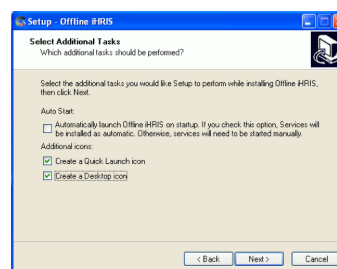 Setup - Offline iHRIS
Select Additional Tasks
Which additional tasks should be performed?
Select the additional tasks you would like Setup to perform while installing Offline iHRIS,
then click Next.
Auto Start:
Automatically launch Offline iHRIS on startup. If you check this option, Services will
be installed as automatic. Otherwise, services will need to be started manually.
Additional icons:
Create a Quick Launch icon
Create a Desktop icon
< Back
Next >
Cancel